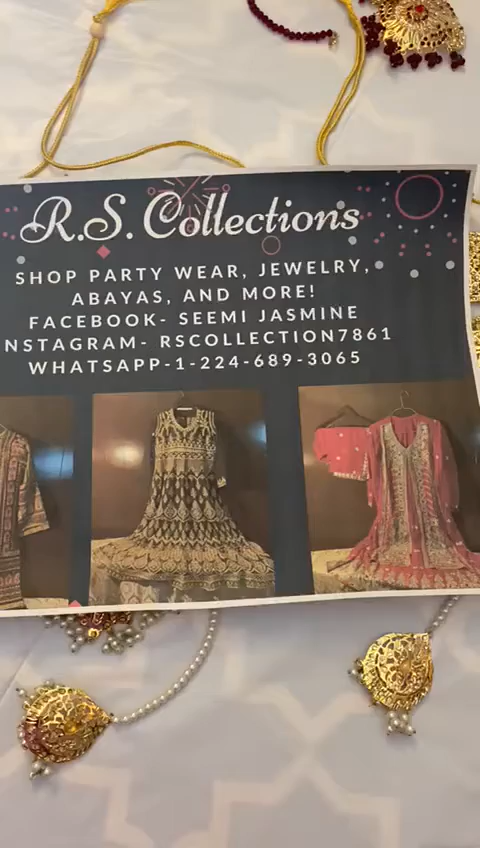 R.S. Collections
SHOP PARTY WEAR, JEWELRY,
ABAYAS, AND MORE!
FACEBOOK- SEEMI JASMINE
NSTAGRAM- RSCOLLECTION7861
WHATSAPP-1-224-689-3065